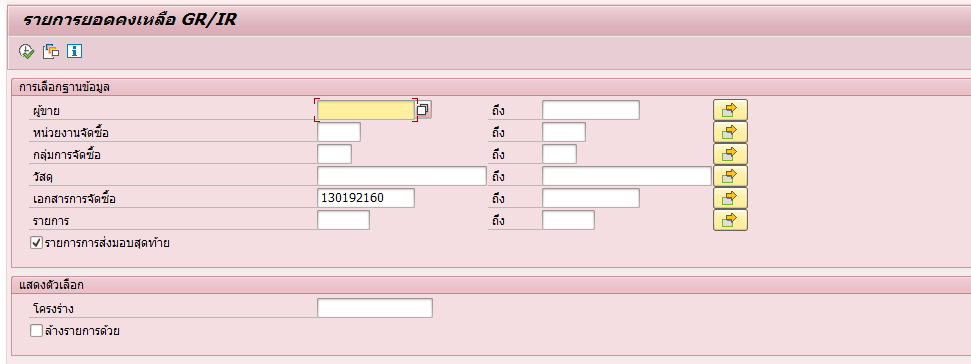 รายการยอดคงเหลือ GR/IR
การเลือกฐานข้อมูล
ผู้ขาย ถึง
หน่วยงานจัดซื้อ ถึง
กลุ่มการจัดซื้อ ถึง
วัสดุ ถึง
เอกสารการจัดซื้อ 130192160 ถึง
รายการ ถึง
รายการการส่งมอบสุดท้าย
แสดงตัวเลือก
โครงร่าง
ล้างรายการด้วย